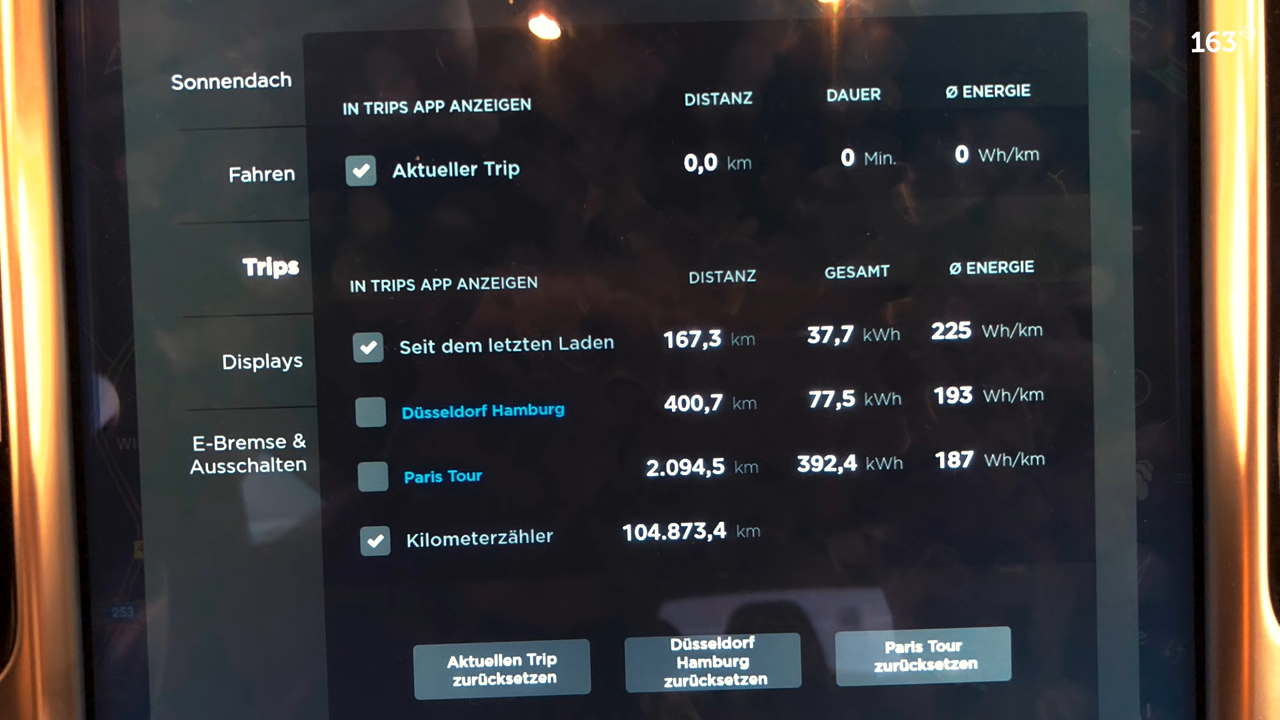 163
Sonnendach
Fahren
Trips
Displays
E-Bremse &
Ausschalten
IN TRIPS APP ANZEIGEN DISTANZ DAUER Ø ENERGIE
Aktueller Trip 0,0 km 0 Min. 0 Wh/km
IN TRIPS APP ANZEIGEN DISTANZ GESAMT Ø ENERGIE
Seit dem letzten Laden 167,3 km 37,7 kWh 225 Wh/km
Düsseldorf Hamburg 400,7 km 77,5 kWh 193 Wh/km
Paris Tour 2.094,5 km 392,4 kWh 187 Wh/km
Kilometerzähler 104.873,4 km
253
Aktuellen Trip
zurücksetzen
Düsseldorf
Hamburg
zurücksetzen
Paris Tour
zurücksetzen